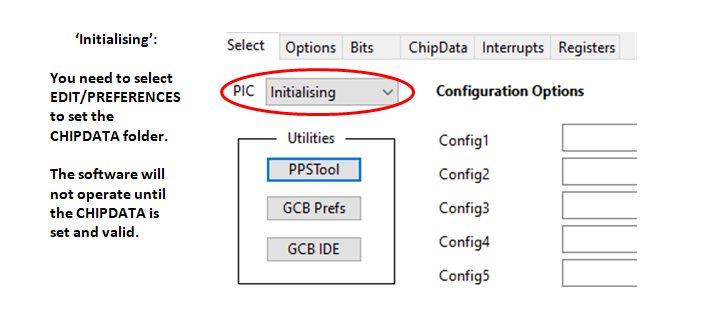 ‘Initialising’:
You need to select
EDIT/PREFERENCES
to set the
CHIPDATA folder.
The software will
not operate until
the CHIPDATA is
set and valid.
Select Options Bits ChipData Interrupts Registers
PIC Initialising Configuration Options
Utilities
PPSTool
GCB Prefs
GCB IDE
Config1
Config2
Config3
Config4
Config5